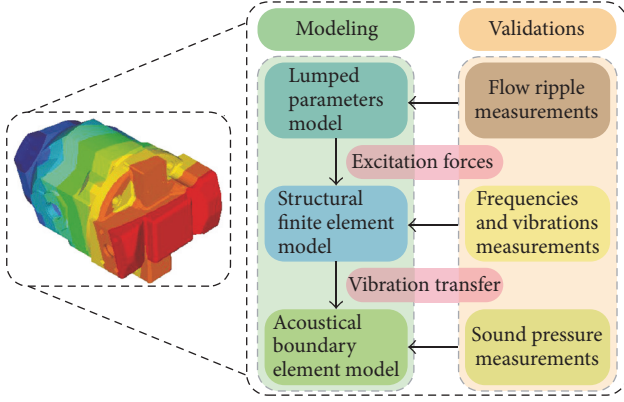 Modeling
Validations
Lumped
parameters
model
Flow ripple
measurements
Excitation forces
Structural
finite element
model
Frequencies
and vibrations
measurements
Vibration transfer
Acoustical
boundary
element model
Sound pressure
measurements